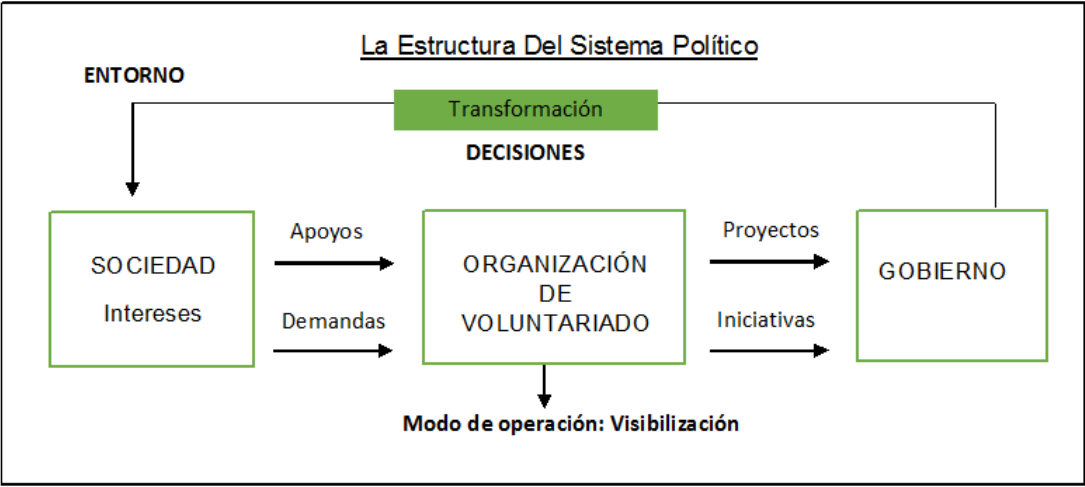 La Estructura Del Sistema Político
ENTORNO
Transformación
DECISIONES
SOCIEDAD
Intereses
Apoyos
Demandas
ORGANIZACIÓN
DE
VOLUNTARIADO
Proyectos
Iniciativas
GOBIERNO
Modo de operación: Visibilización